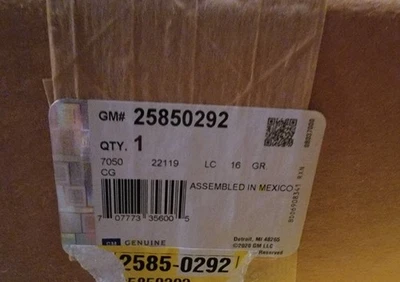 GM# 25850292
QTY. 1
7050 22119 LC 16 GR
CG
ASSEMBLED IN MEXICO
7 07773 35600 5
GM GENUINE
Detroit, MI 48265
©2020 GM LLC
Reserved
2585-0292